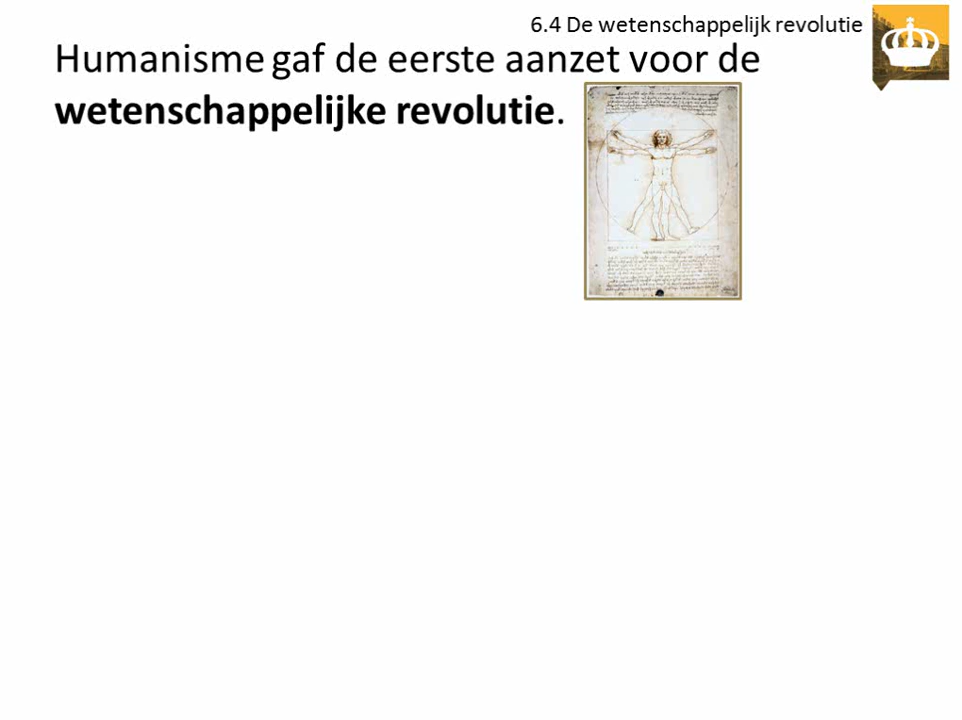 6.4 De wetenschappelijk revolutie
Humanisme gaf de eerste aanzet voor de
wetenschappelijke revolutie.